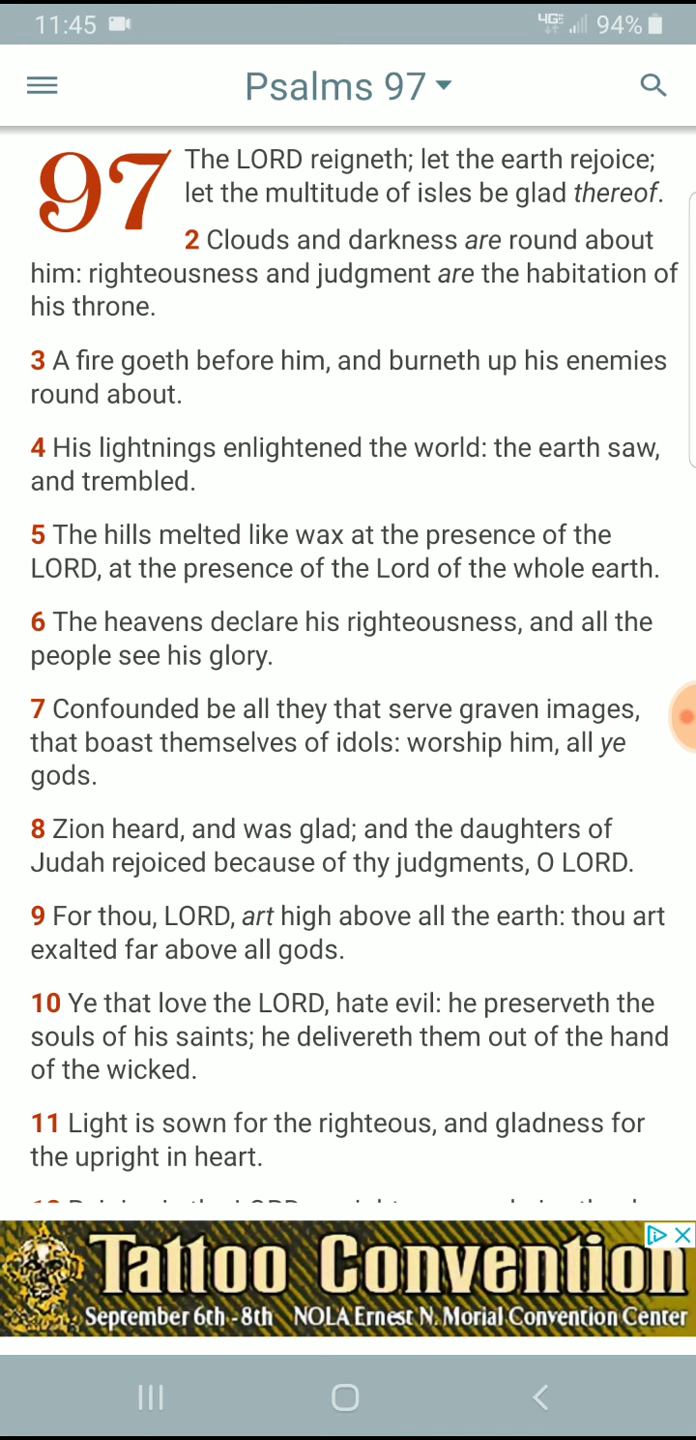 11:45 4GE 94%
Psalms 97
97 The LORD reigneth; let the earth rejoice;
let the multitude of isles be glad thereof.
2 Clouds and darkness are round about
him: righteousness and judgment are the habitation of
his throne.
3 A fire goeth before him, and burneth up his enemies
round about.
4 His lightnings enlightened the world: the earth saw,
and trembled.
5 The hills melted like wax at the presence of the
LORD, at the presence of the Lord of the whole earth.
6 The heavens declare his righteousness, and all the
people see his glory.
7 Confounded be all they that serve graven images,
that boast themselves of idols: worship him, all ye
gods.
8 Zion heard, and was glad; and the daughters of
Judah rejoiced because of thy judgments, O LORD.
9 For thou, LORD, art high above all the earth: thou art
exalted far above all gods.
10 Ye that love the LORD, hate evil: he preserveth the
souls of his saints; he delivereth them out of the hand
of the wicked.
11 Light is sown for the righteous, and gladness for
the upright in heart.
Tattoo Convention
September 6th - 8th NOLA Ernest N. Morial Convention Center